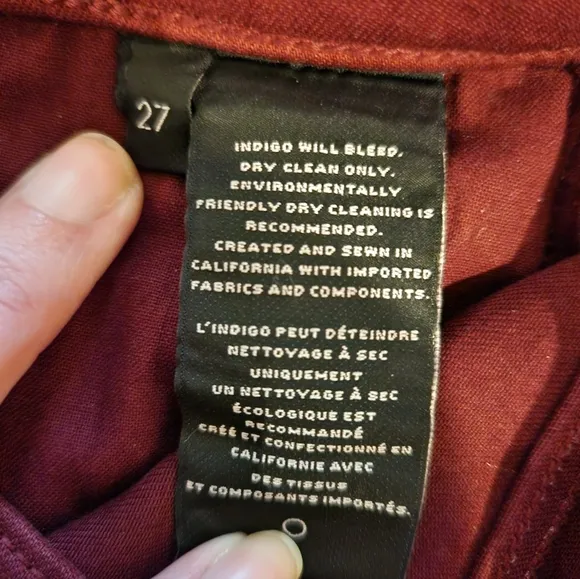 27
INDIGO WILL BLEED.
DRY CLEAN ONLY.
ENVIRONMENTALLY
FRIENDLY DRY CLEANING IS
RECOMMENDED.
CREATED AND SEWN IN
CALIFORNIA WITH IMPORTED
FABRICS AND COMPONENTS.
L'INDIGO PEUT DÉTEINDRE
NETTOYAGE À SEC
UNIQUEMENT
UN NETTOYAGE À SEC
ÉCOLOGIQUE EST
RECOMMANDÉ
CRÉÉ ET CONFECTIONNÉ EN
CALIFORNIE AVEC
DES TISSUS
ET COMPOSANTS IMPORTÉS.